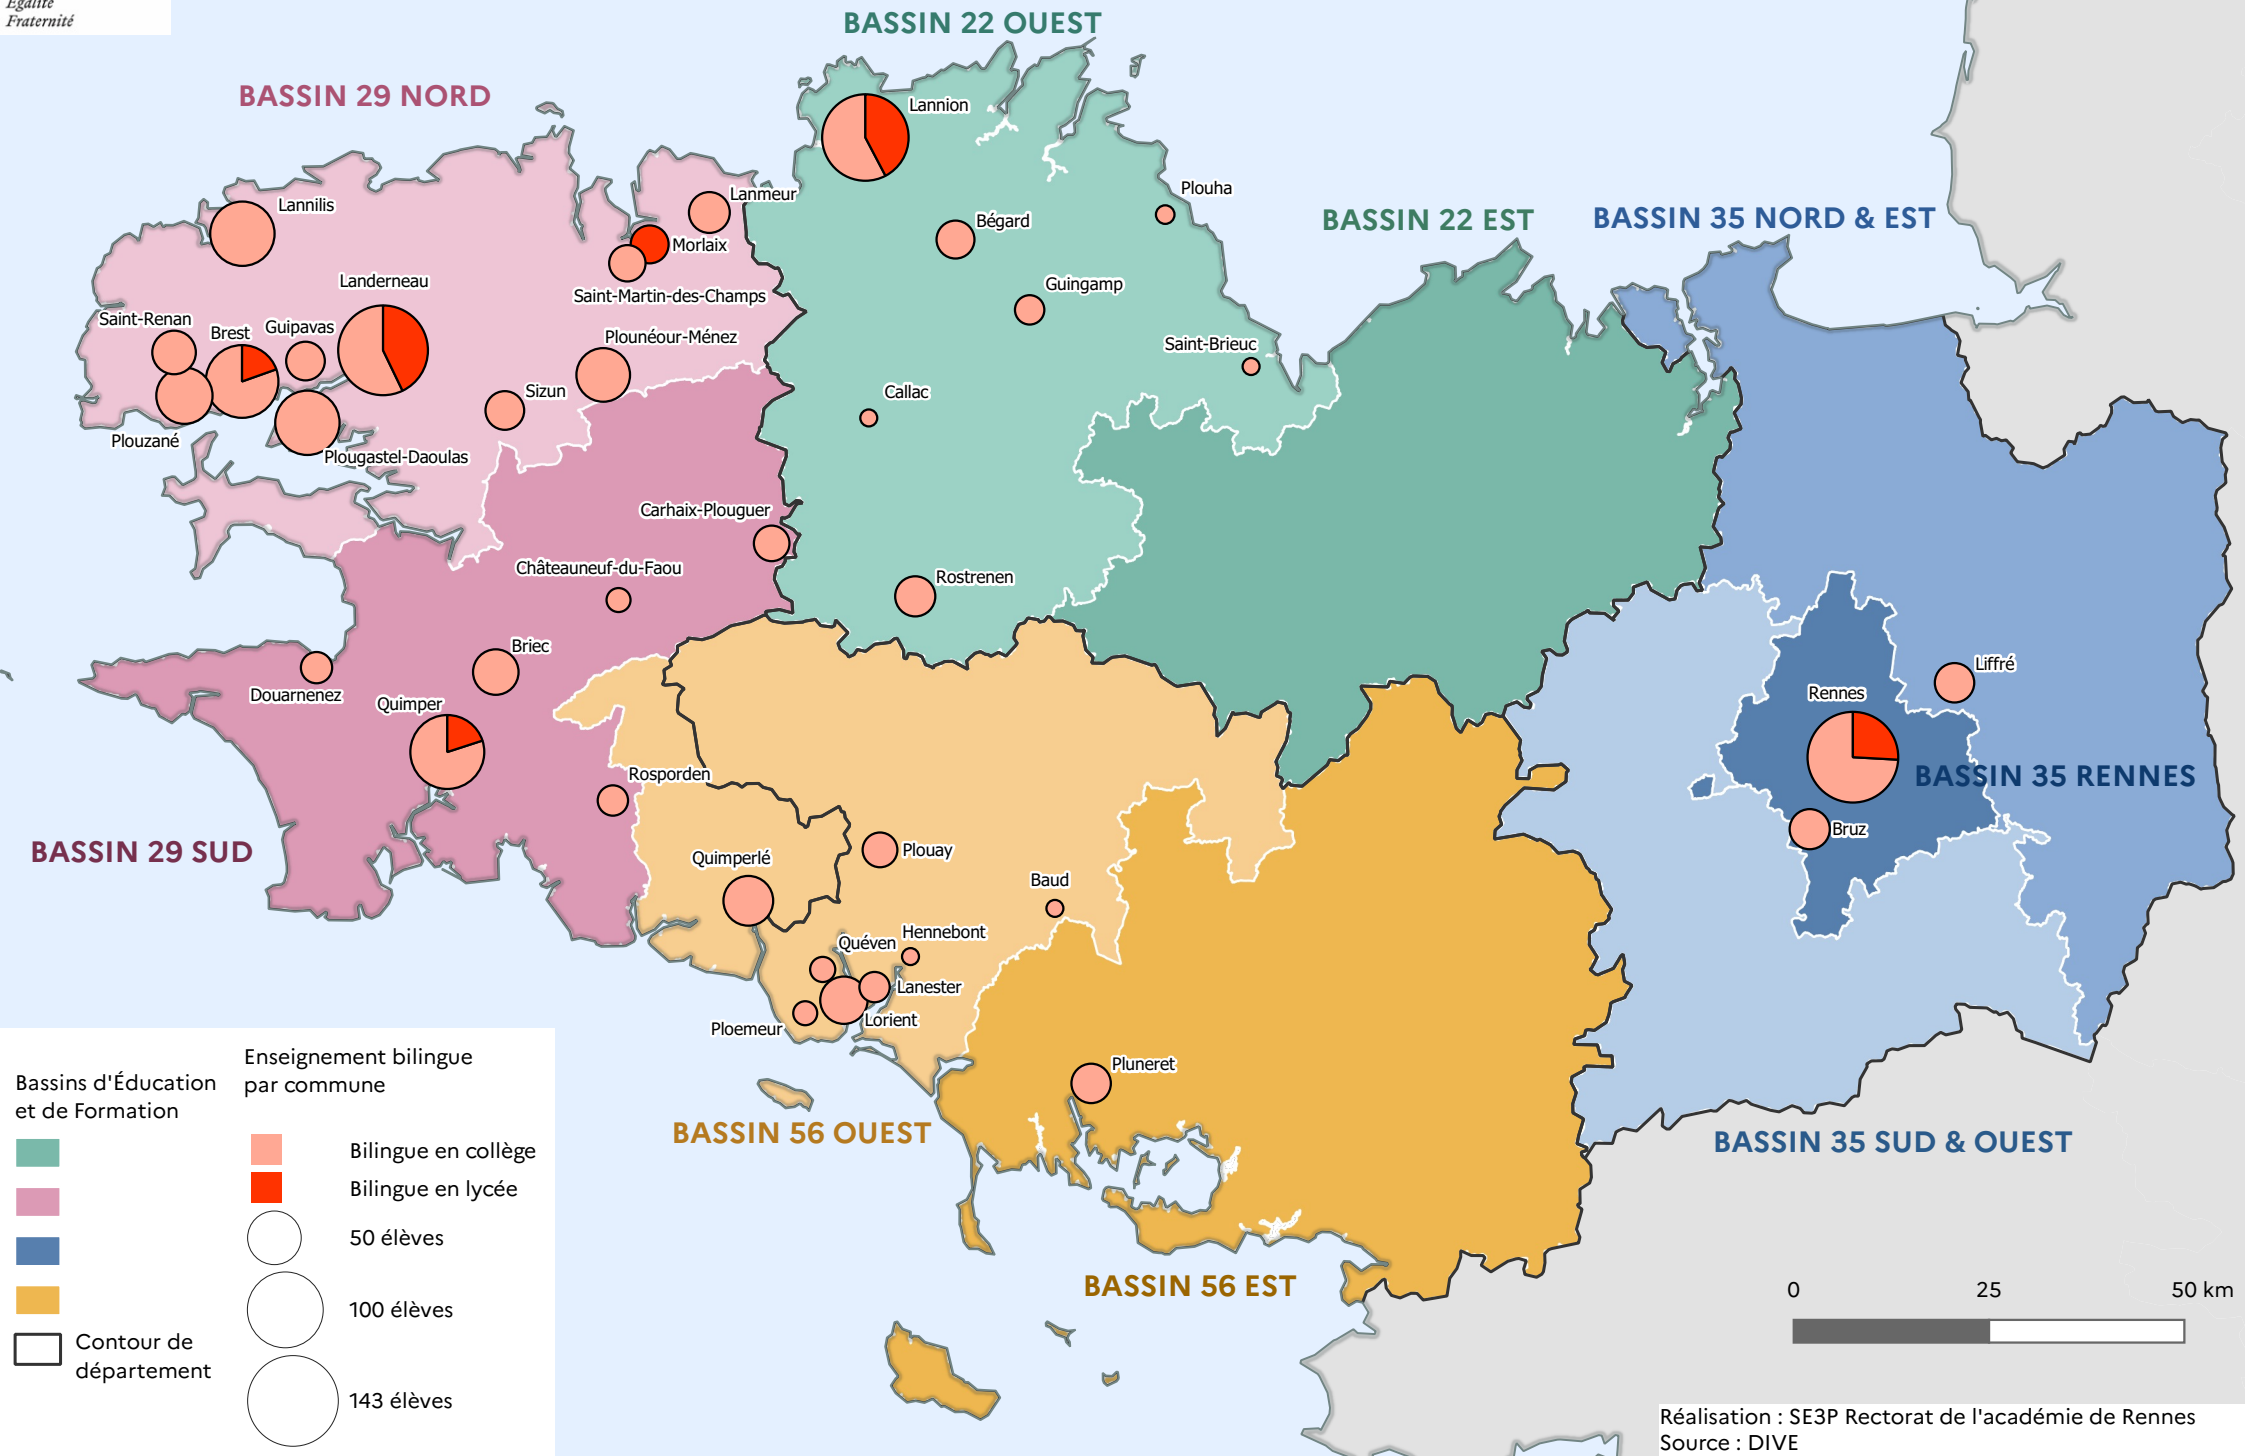 Égalité
Fraternité
BASSIN 22 OUEST
BASSIN 29 NORD
Lannion
Lanmeur
Plouha
Lannilis
Bégard
BASSIN 22 EST
BASSIN 35 NORD & EST
Morlaix
Landerneau
Guingamp
Saint-Martin-des-Champs
Saint-Renan
Brest
Guipavas
Plounéour-Ménez
Saint-Brieuc
Sizun
Callac
Plouzané
Plougastel-Daoulas
Carhaix-Plouguer
Châteauneuf-du-Faou
Rostrenen
Briec
Liffré
Douarnenez
Rennes
Quimper
Rosporden
BASSIN 35 RENNES
Bruz
BASSIN 29 SUD
Plouay
Quimperlé
Baud
Hennebont
Quéven
Lanester
Lorient
Ploemeur
Pluneret
BASSIN 56 OUEST
BASSIN 35 SUD & OUEST
BASSIN 56 EST
Bassins d'Éducation
et de Formation
Contour de
département
Enseignement bilingue
par commune
Bilingue en collège
Bilingue en lycée
50 élèves
100 élèves
143 élèves
0 25 50 km
Réalisation : SE3P Rectorat de l'académie de Rennes
Source : DIVE